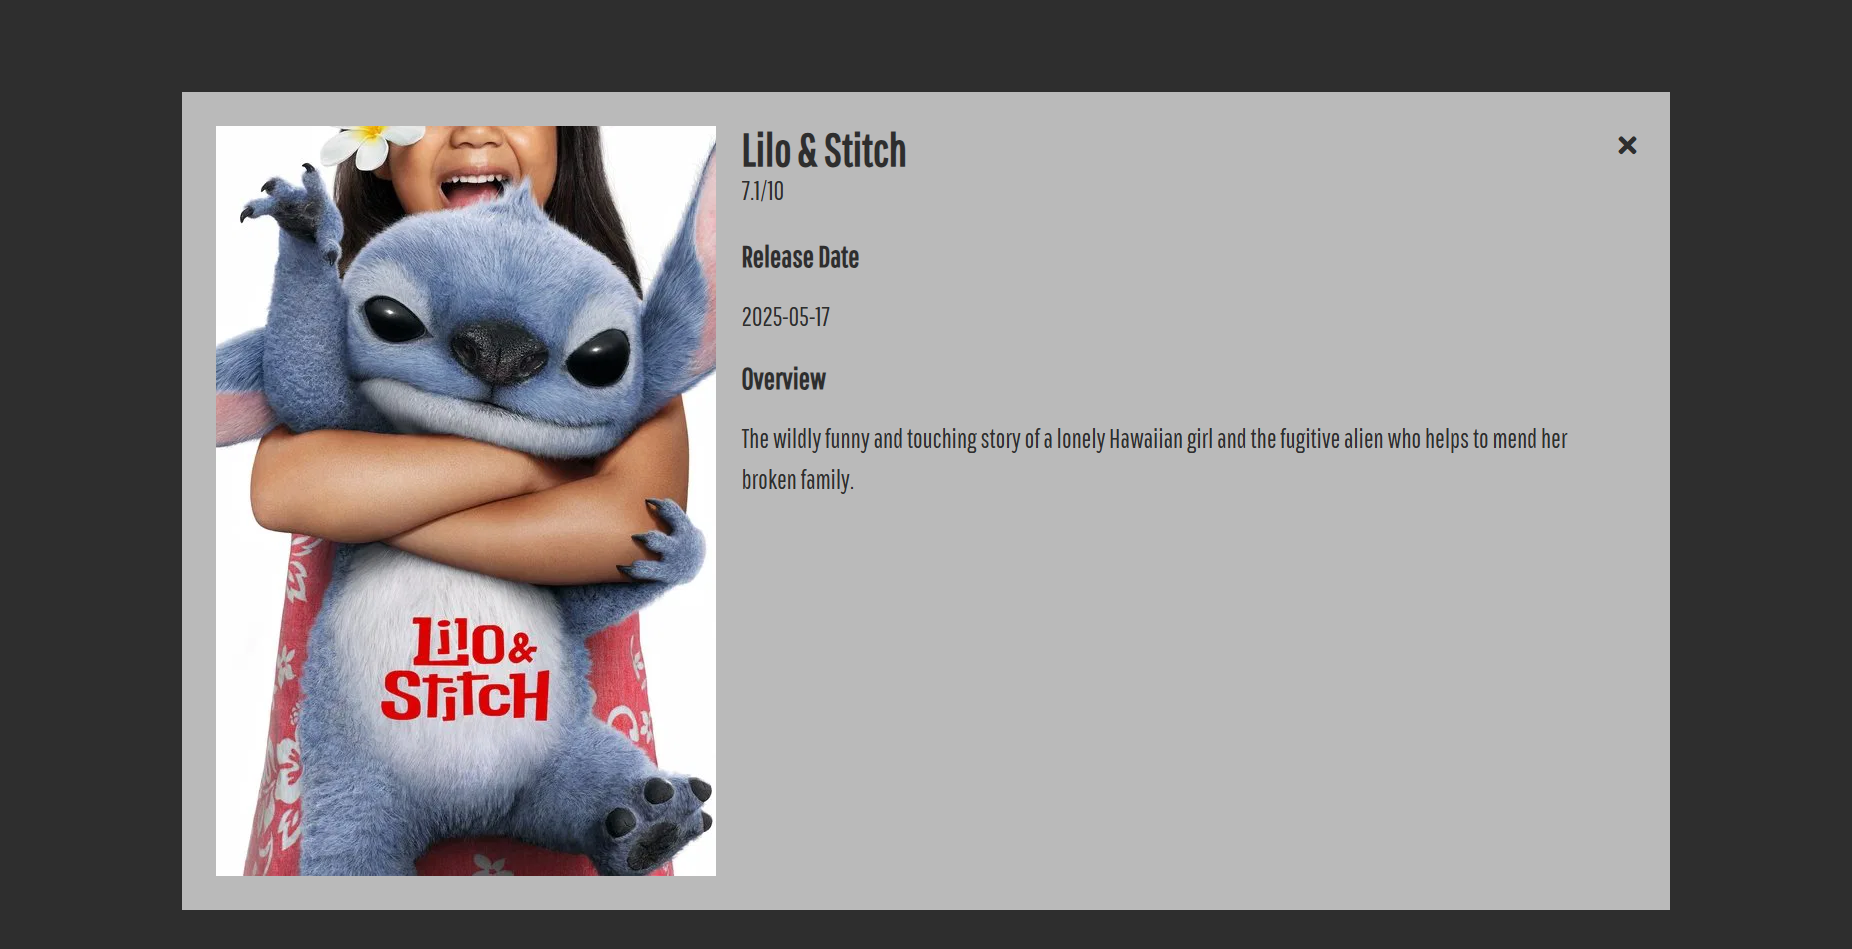 Lilo & Stitch
7.1/10
Release Date
2025-05-17
Overview
The wildly funny and touching story of a lonely Hawaiian girl and the fugitive alien who helps to mend her
broken family.
Lilo &
Stitch